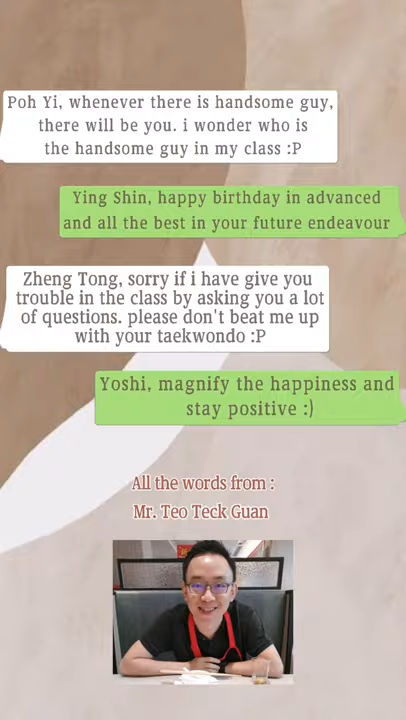 Poh Yi, whenever there is handsome guy,
there will be you. i wonder who is
the handsome guy in my class :P
Ying Shin, happy birthday in advanced
and all the best in your future endeavour
Zheng Tong, sorry if i have give you
trouble in the class by asking you a lot
of questions. please don't beat me up
with your taekwondo :P
Yoshi, magnify the happiness and
stay positive :)
All the words from :
Mr. Teo Teck Guan